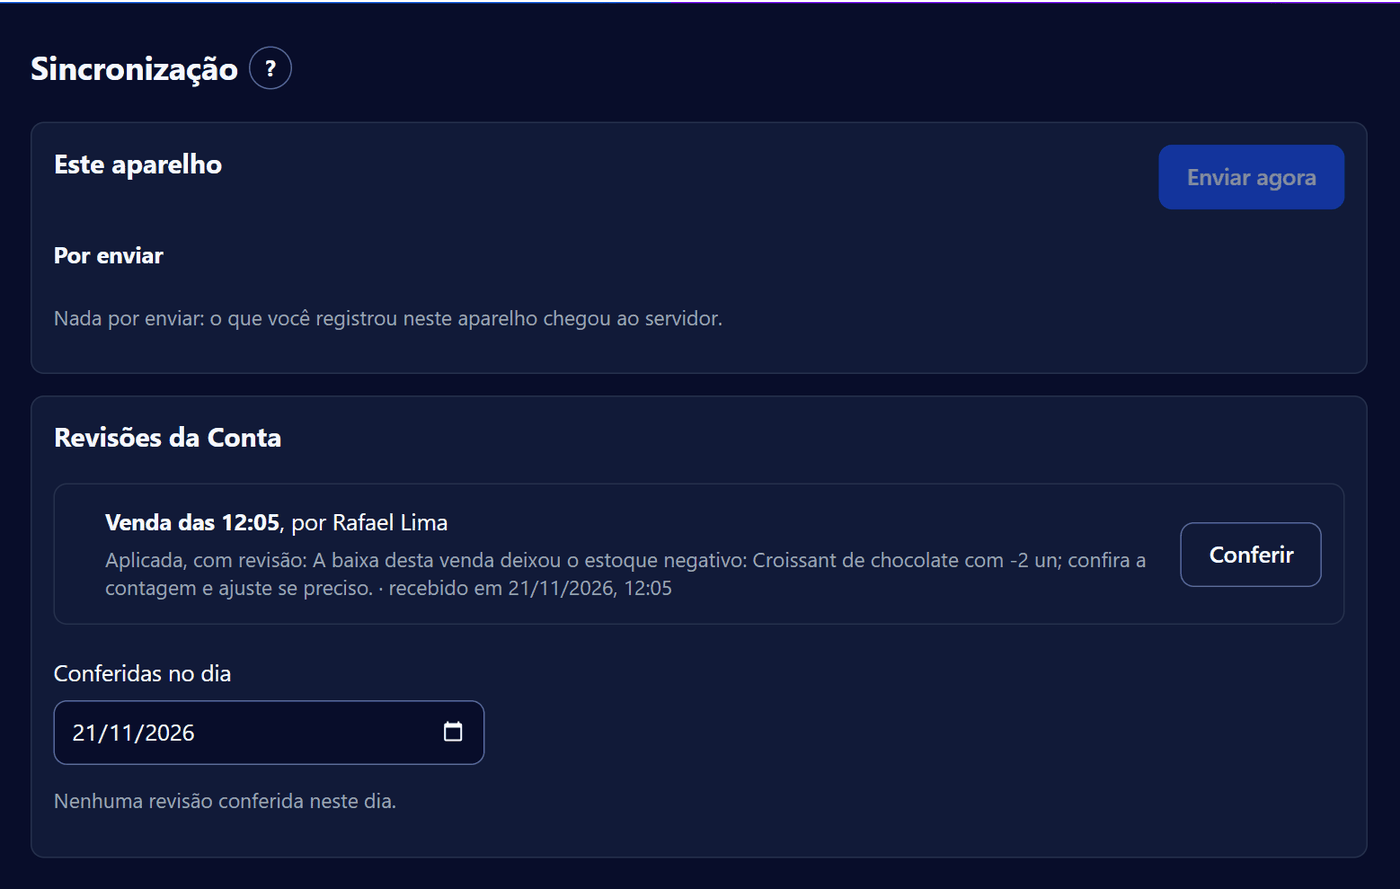 Sincronização ?
Este aparelho
Enviar agora
Por enviar
Nada por enviar: o que você registrou neste aparelho chegou ao servidor.
Revisões da Conta
Venda das 12:05, por Rafael Lima
Aplicada, com revisão: A baixa desta venda deixou o estoque negativo: Croissant de chocolate com -2 un; confira a
contagem e ajuste se preciso. · recebido em 21/11/2026, 12:05
Conferir
Conferidas no dia
21/11/2026
Nenhuma revisão conferida neste dia.